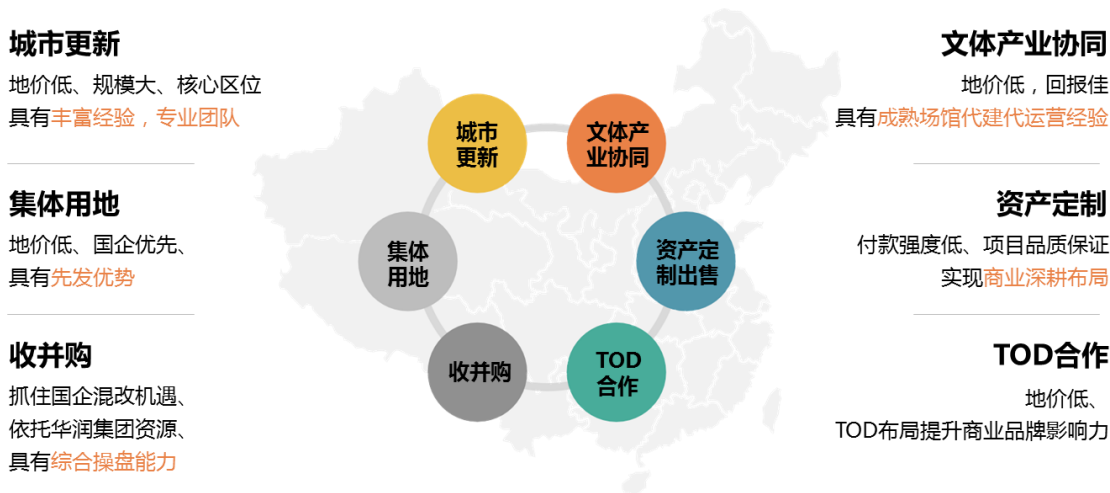 城市更新
地价低、规模大、核心区位
具有丰富经验，专业团队
集体用地
地价低、国企优先、
具有先发优势
收并购
抓住国企混改机遇、
依托华润集团资源、
具有综合操盘能力
城市
更新
文体产
业协同
集体
用地
资产定
制出售
收并购
TOD
合作
文体产业协同
地价低，回报佳
具有成熟场馆代建代运营经验
资产定制
付款强度低、项目品质保证
实现商业深耕布局
TOD合作
地价低、
TOD布局提升商业品牌影响力